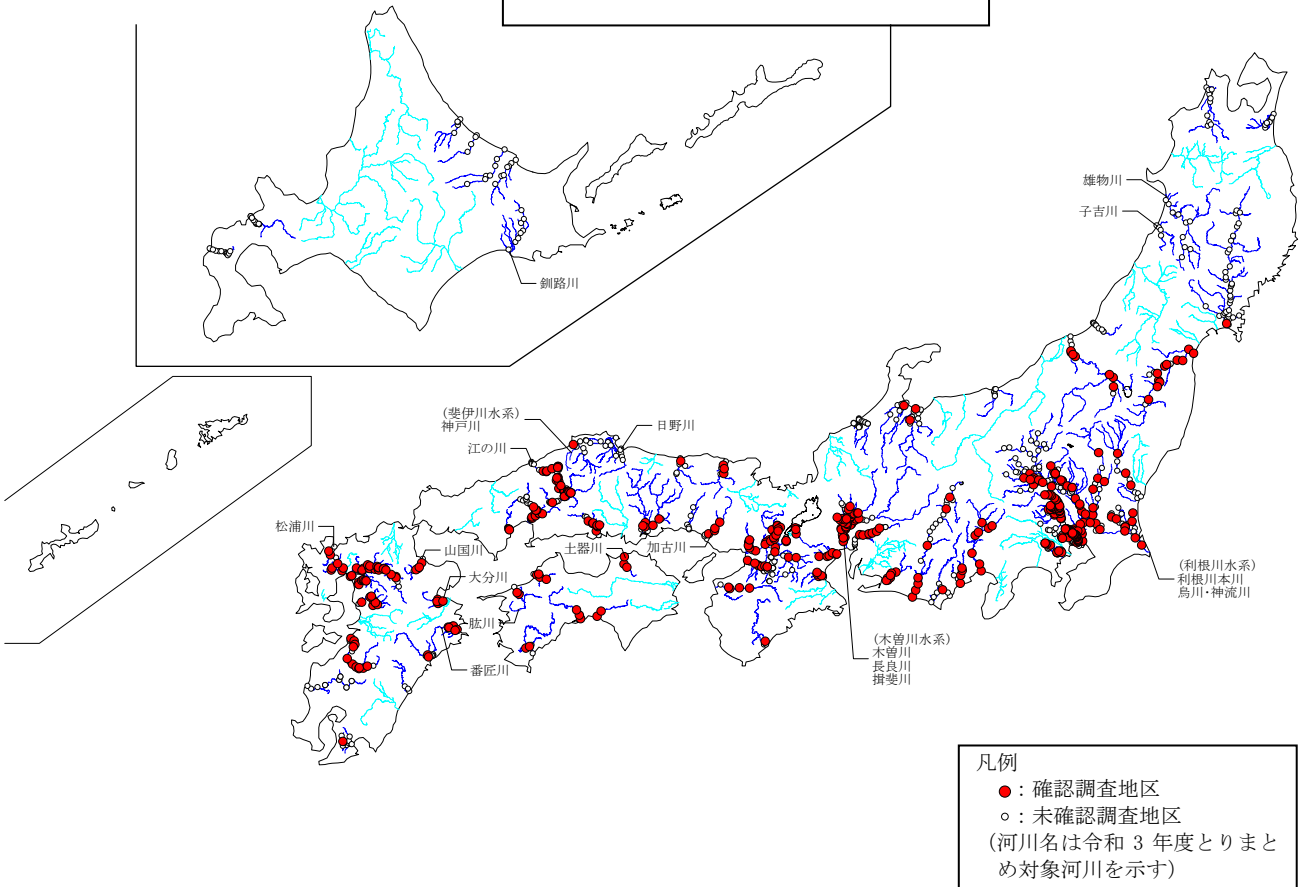 雄物川
子吉川
釧路川
(斐伊川水系)
神戸川
日野川
江の川
松浦川
山国川
土器川
加古川
大分川
肱川
番匠川
(利根川水系)
利根川本川
烏川・神流川
(木曽川水系)
木曽川
長良川
揖斐川
凡例
●：確認調査地区
○：未確認調査地区
(河川名は令和 3 年度とりまと
め対象河川を示す)